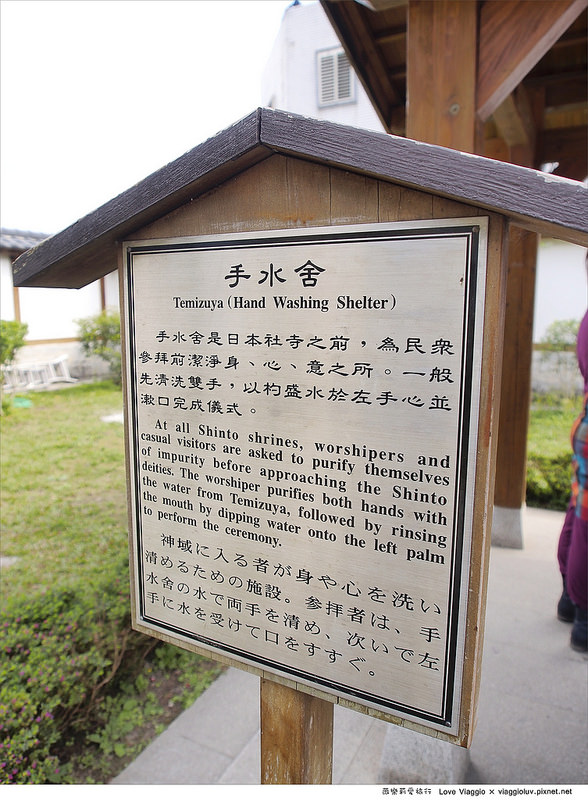 手水舍
Temizuya (Hand Washing Shelter)
手水舍是日本社寺之前，為民眾
參拜前潔淨身、心、意之所。一般
先清洗雙手，以杓盛水於左手心並
漱口完成儀式。
At all Shinto shrines, worshipers and
casual visitors are asked to purify themselves
of impurity before approaching the Shinto
deities. The worshiper purifies both hands with
the water from Temizuya, followed by rinsing
the mouth by dipping water onto the left palm
to perform the ceremony.
神域に入る者が身や心を洗い
清めるための施設。参拝者は、手
水舍の水で両手を清め、次いで左
手に水を受けて口をすすぐ。
Love Viaggio × viaggioluv.pixnet.net